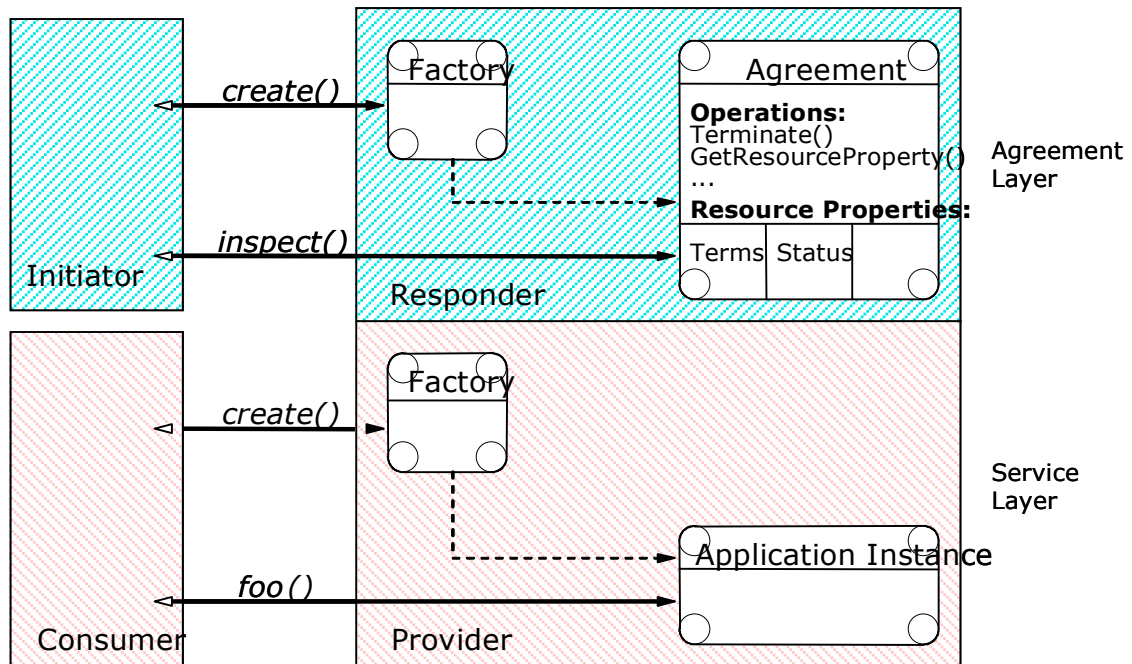 Factory
Agreement
create()
Operations:
Terminate()
GetResourceProperty()
...
Resource Properties:
Agreement
Layer
inspect()
Terms
Status
Initiator
Responder
Factory
create()
Service
Layer
Application Instance
foo()
Consumer
Provider